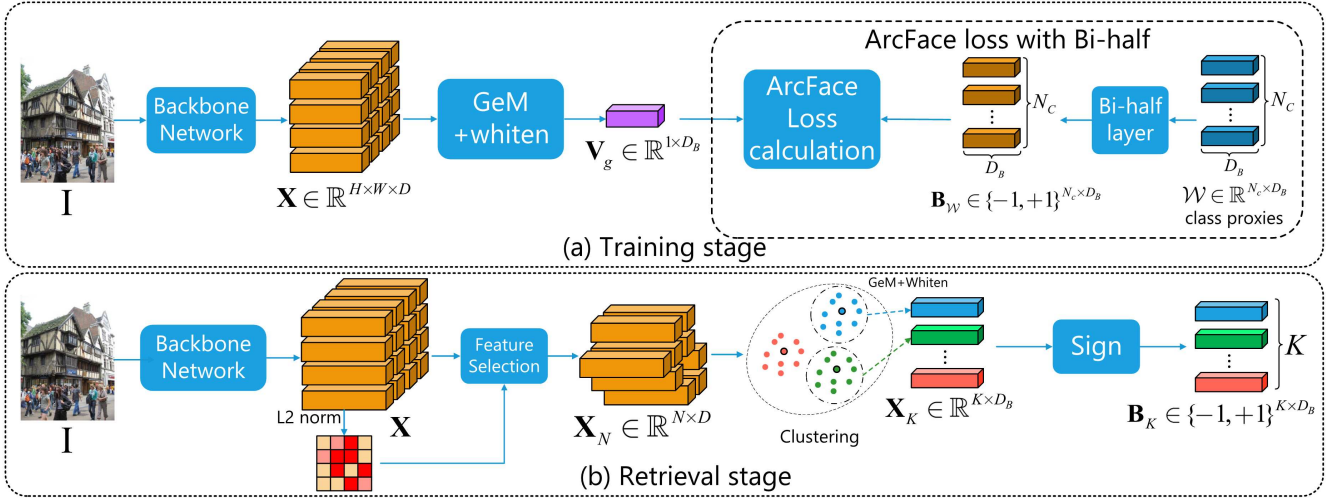 ArcFace loss with Bi-half
I
Backbone
Network
X ∈ ℝ^{H×W×D}
GeM
+whiten
V_g ∈ ℝ^{1×D_B}
ArcFace
Loss
calculation
N_C
D_B
B_𝒲 ∈ {−1,+1}^{N_c×D_B}
Bi-half
layer
N_C
D_B
𝒲 ∈ ℝ^{N_c×D_B}
class proxies
(a) Training stage
I
Backbone
Network
L2 norm
X
Feature
Selection
X_N ∈ ℝ^{N×D}
Clustering
GeM+Whiten
X_K ∈ ℝ^{K×D_B}
Sign
K
B_K ∈ {−1,+1}^{K×D_B}
(b) Retrieval stage